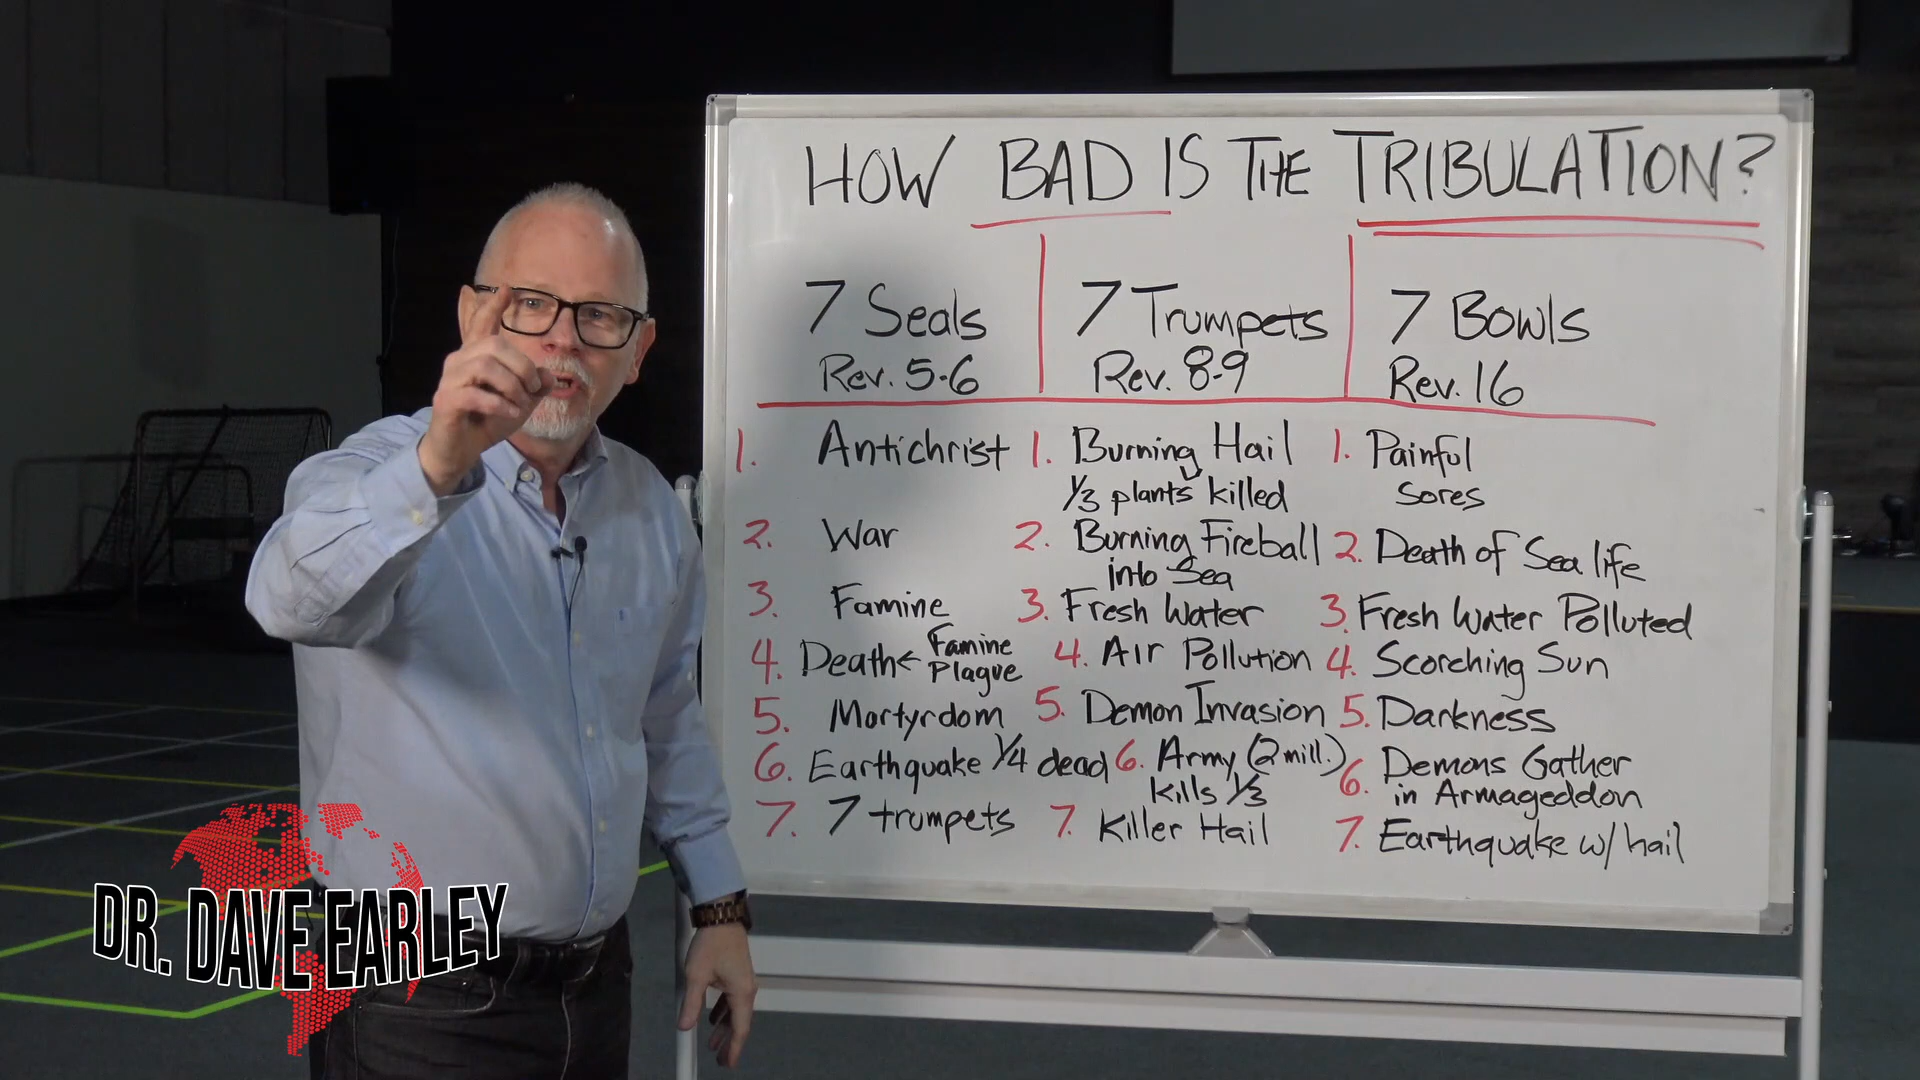 HOW BAD IS THE TRIBULATION?
7 Seals
Rev. 5-6
1. Antichrist
2. War
3. Famine
4. Death < Famine
Plague
5. Martyrdom
6. Earthquake 1/4 dead
7. 7 trumpets
7 Trumpets
Rev. 8-9
1. Burning Hail
1/3 plants killed
2. Burning Fireball
into Sea
3. Fresh Water
4. Air Pollution
5. Demon Invasion
6. Army (2 mill.)
kills 1/3
7. Killer Hail
7 Bowls
Rev. 16
1. Painful
Sores
2. Death of Sea life
3. Fresh Water Polluted
4. Scorching Sun
5. Darkness
6. Demons Gather
in Armageddon
7. Earthquake w/ hail
DR. DAVE EARLEY